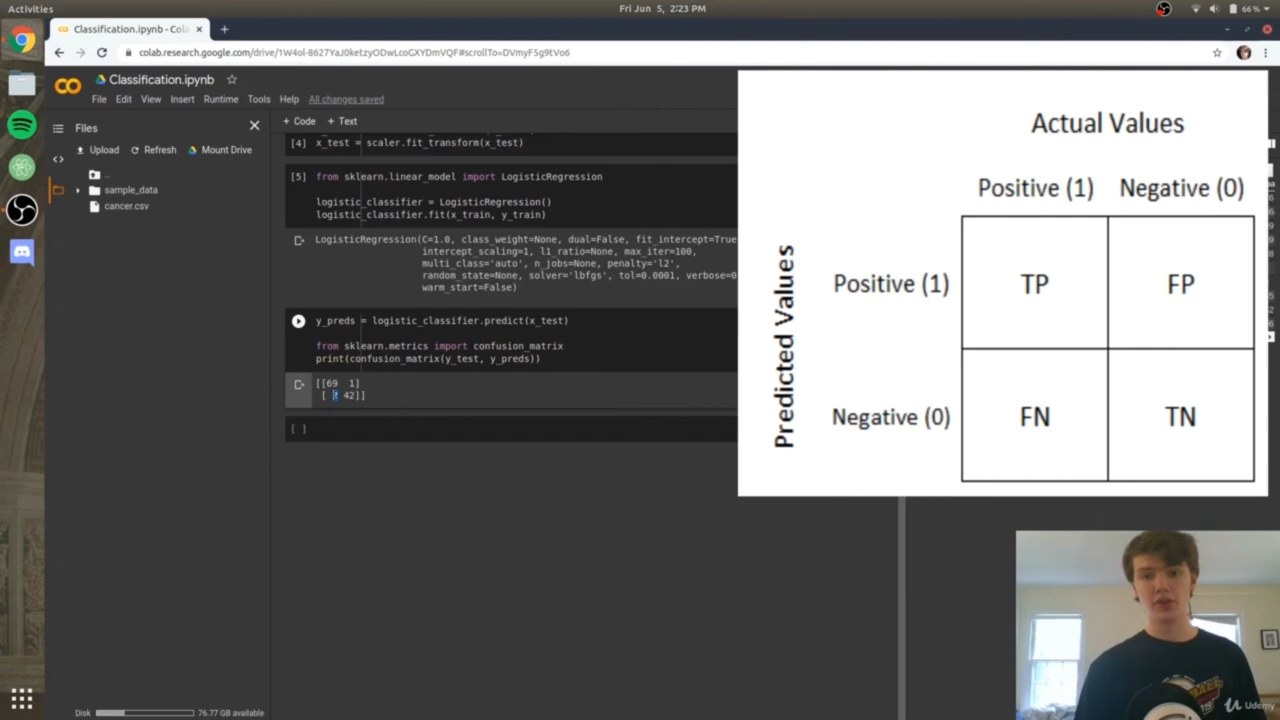 Activities
Fri Jun 5, 2:23 PM
66 %
Classification.ipynb - Cola
colab.research.google.com/drive/1W4ol-8627YaJ0ketzyODwLcoGXYDmVQF#scrollTo=DVmyF5g9tVo6
Classification.ipynb
File Edit View Insert Runtime Tools Help All changes saved
Files
+ Code + Text
Upload Refresh Mount Drive
..
sample_data
cancer.csv
[4] x_test = scaler.fit_transform(x_test)
[5] from sklearn.linear_model import LogisticRegression
logistic_classifier = LogisticRegression()
logistic_classifier.fit(x_train, y_train)
LogisticRegression(C=1.0, class_weight=None, dual=False, fit_intercept=True
intercept_scaling=1, l1_ratio=None, max_iter=100,
multi_class='auto', n_jobs=None, penalty='l2',
random_state=None, solver='lbfgs', tol=0.0001, verbose=0
warm_start=False)
y_preds = logistic_classifier.predict(x_test)
from sklearn.metrics import confusion_matrix
print(confusion_matrix(y_test, y_preds))
[[69 1]
[ 42]]
[ ]
Actual Values
Positive (1) Negative (0)
Predicted Values
Positive (1) TP FP
Negative (0) FN TN
Disk 76.77 GB available
Udemy